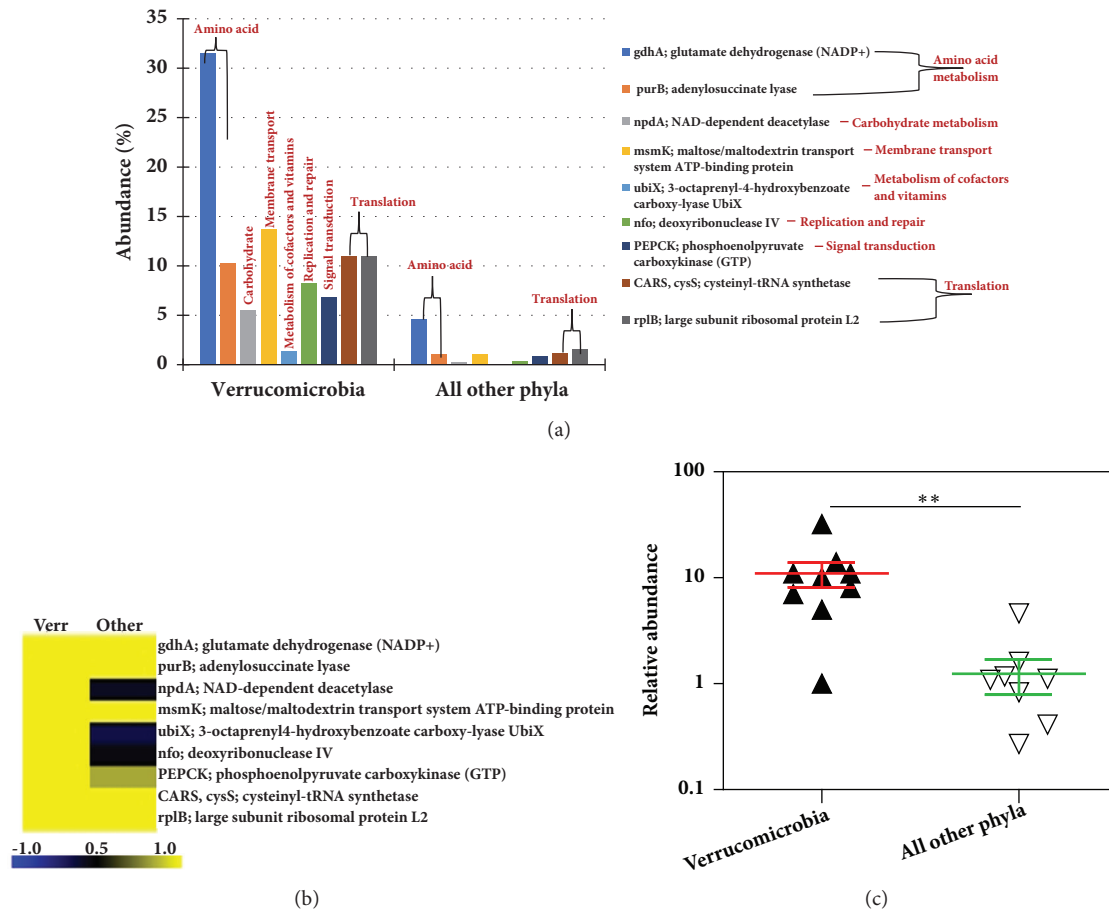 35
30
25
20
15
10
5
0
Abundance (%)
Amino acid
Carbohydrate
Membrane transport
Metabolism of cofactors and vitamins
Replication and repair
Signal transduction
Translation
Amino acid
Translation
Verrucomicrobia
All other phyla
gdhA; glutamate dehydrogenase (NADP+)
Amino acid
metabolism
purB; adenylosuccinate lyase
npdA; NAD-dependent deacetylase
Carbohydrate metabolism
msmK; maltose/maltodextrin transport
system ATP-binding protein
Membrane transport
ubiX; 3-octaprenyl-4-hydroxybenzoate
carboxy-lyase UbiX
Metabolism of cofactors
and vitamins
nfo; deoxyribonuclease IV
Replication and repair
PEPCK; phosphoenolpyruvate
carboxykinase (GTP)
Signal transduction
CARS, cysS; cysteinyl-tRNA synthetase
Translation
rplB; large subunit ribosomal protein L2
(a)
Verr Other
gdhA; glutamate dehydrogenase (NADP+)
purB; adenylosuccinate lyase
npdA; NAD-dependent deacetylase
msmK; maltose/maltodextrin transport system ATP-binding protein
ubiX; 3-octaprenyl4-hydroxybenzoate carboxy-lyase UbiX
nfo; deoxyribonuclease IV
PEPCK; phosphoenolpyruvate carboxykinase (GTP)
CARS, cysS; cysteinyl-tRNA synthetase
rplB; large subunit ribosomal protein L2
-1.0 0.5 1.0
(b)
100
10
1
0.1
Relative abundance
**
Verrucomicrobia
All other phyla
(c)